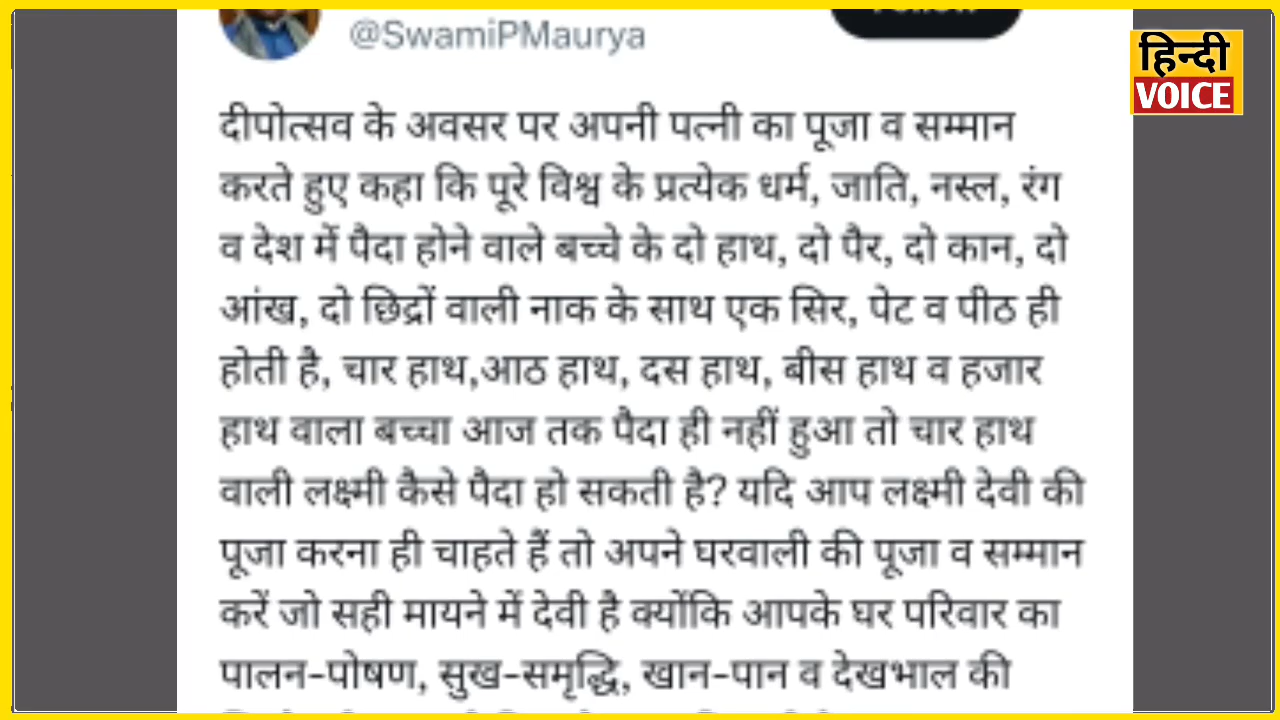 @SwamiPMaurya
हिन्दी
VOICE
दीपोत्सव के अवसर पर अपनी पत्नी का पूजा व सम्मान
करते हुए कहा कि पूरे विश्व के प्रत्येक धर्म, जाति, नस्ल, रंग
व देश में पैदा होने वाले बच्चे के दो हाथ, दो पैर, दो कान, दो
आंख, दो छिद्रों वाली नाक के साथ एक सिर, पेट व पीठ ही
होती है, चार हाथ,आठ हाथ, दस हाथ, बीस हाथ व हजार
हाथ वाला बच्चा आज तक पैदा ही नहीं हुआ तो चार हाथ
वाली लक्ष्मी कैसे पैदा हो सकती है? यदि आप लक्ष्मी देवी की
पूजा करना ही चाहते हैं तो अपने घरवाली की पूजा व सम्मान
करें जो सही मायने में देवी है क्योंकि आपके घर परिवार का
पालन-पोषण, सुख-समृद्धि, खान-पान व देखभाल की